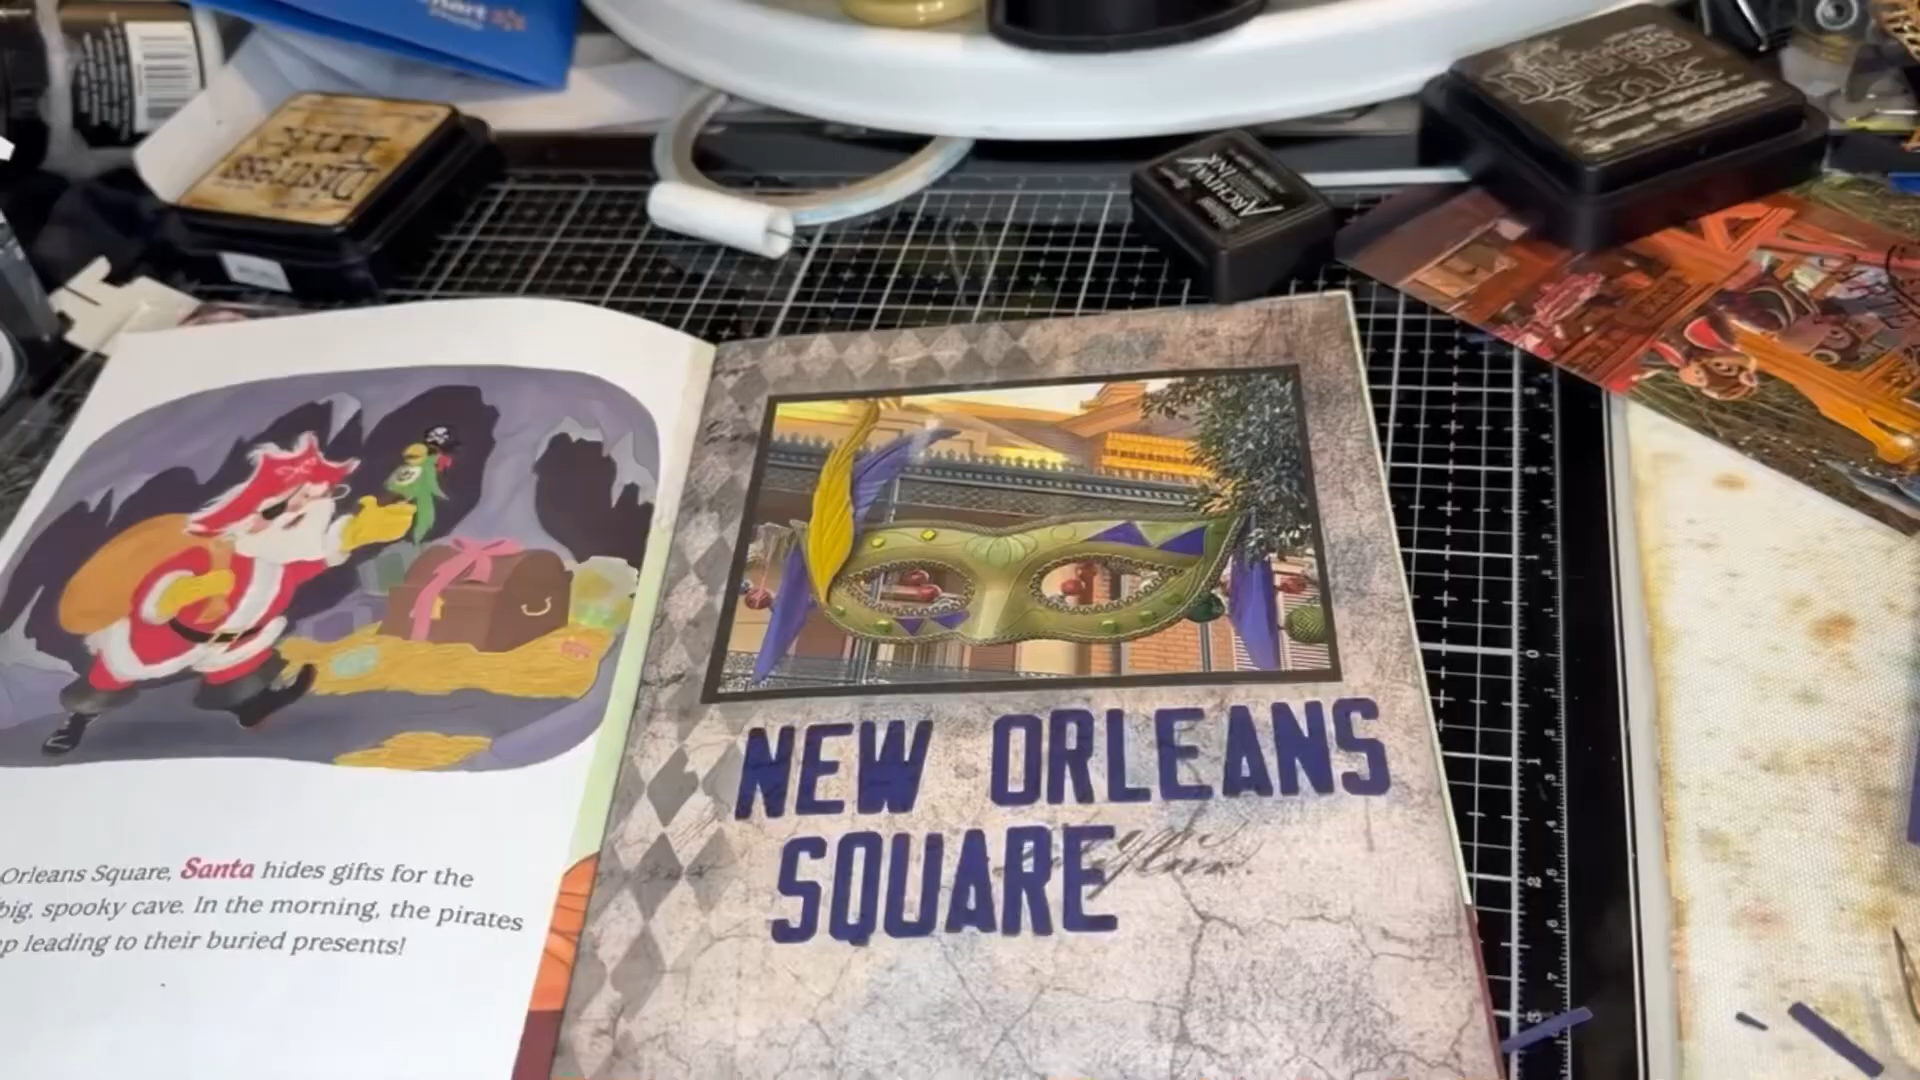 Distress
Ink
ARCHIVAL
INK
Distress
Ink
NEW ORLEANS
SQUARE
Orleans Square, Santa hides gifts for the
big, spooky cave. In the morning, the pirates
p leading to their buried presents!